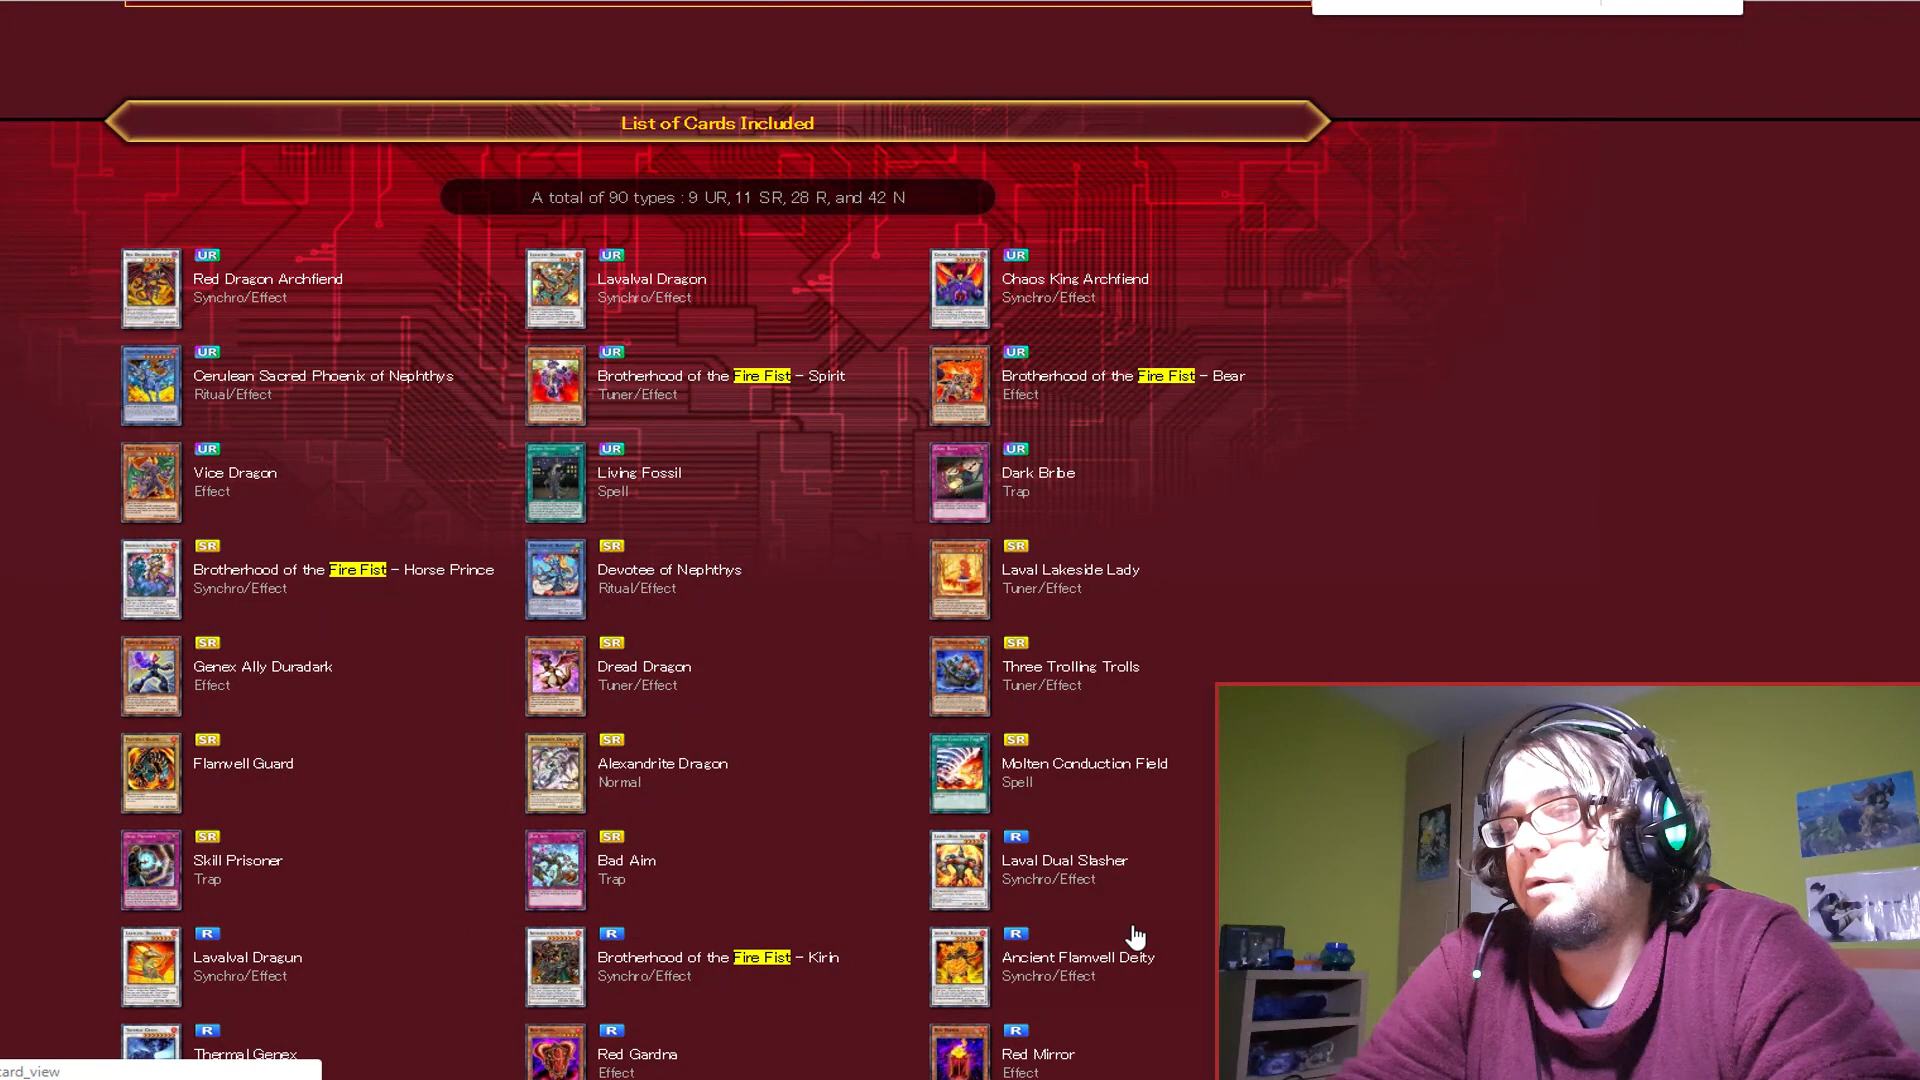 List of Cards Included
A total of 90 types : 9 UR, 11 SR, 28 R, and 42 N
UR
Red Dragon Archfiend
Synchro/Effect
UR
Lavalval Dragon
Synchro/Effect
UR
Chaos King Archfiend
Synchro/Effect
UR
Cerulean Sacred Phoenix of Nephthys
Ritual/Effect
UR
Brotherhood of the Fire Fist - Spirit
Tuner/Effect
UR
Brotherhood of the Fire Fist - Bear
Effect
UR
Vice Dragon
Effect
UR
Living Fossil
Spell
UR
Dark Bribe
Trap
SR
Brotherhood of the Fire Fist - Horse Prince
Synchro/Effect
SR
Devotee of Nephthys
Ritual/Effect
SR
Laval Lakeside Lady
Tuner/Effect
SR
Genex Ally Duradark
Effect
SR
Dread Dragon
Tuner/Effect
SR
Three Trolling Trolls
Tuner/Effect
SR
Flamvell Guard
SR
Alexandrite Dragon
Normal
SR
Molten Conduction Field
Spell
SR
Skill Prisoner
Trap
SR
Bad Aim
Trap
R
Laval Dual Slasher
Synchro/Effect
R
Lavalval Dragun
Synchro/Effect
R
Brotherhood of the Fire Fist - Kirin
Synchro/Effect
R
Ancient Flamvell Deity
Synchro/Effect
R
Thermal Genex
R
Red Gardna
Effect
R
Red Mirror
Effect
card_view